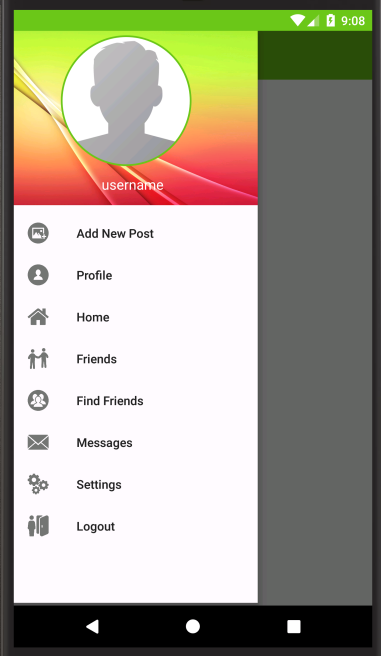 9:08
username
Add New Post
Profile
Home
Friends
Find Friends
Messages
Settings
Logout